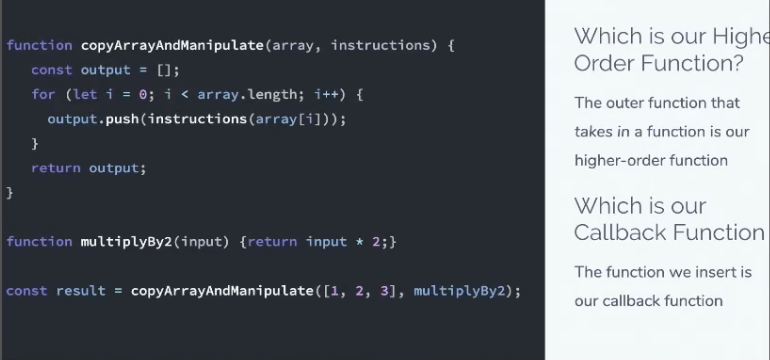 function copyArrayAndManipulate(array, instructions) {
const output = [];
for (let i = 0; i < array.length; i++) {
output.push(instructions(array[i]));
}
return output;
}
function multiplyBy2(input) {return input * 2;}
const result = copyArrayAndManipulate([1, 2, 3], multiplyBy2);
Which is our Highe
Order Function?
The outer function that
takes in a function is our
higher-order function
Which is our
Callback Function
The function we insert is
our callback function